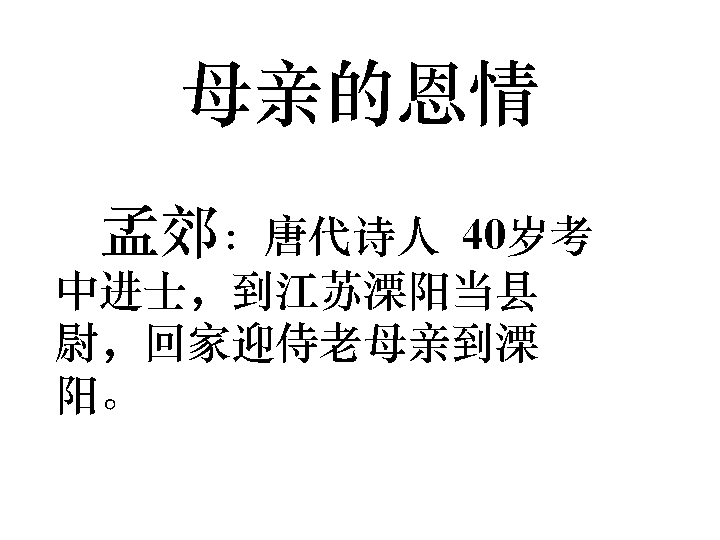 母亲的恩情
孟郊：唐代诗人 40岁考
中进士，到江苏溧阳当县
尉，回家迎侍老母亲到溧
阳。